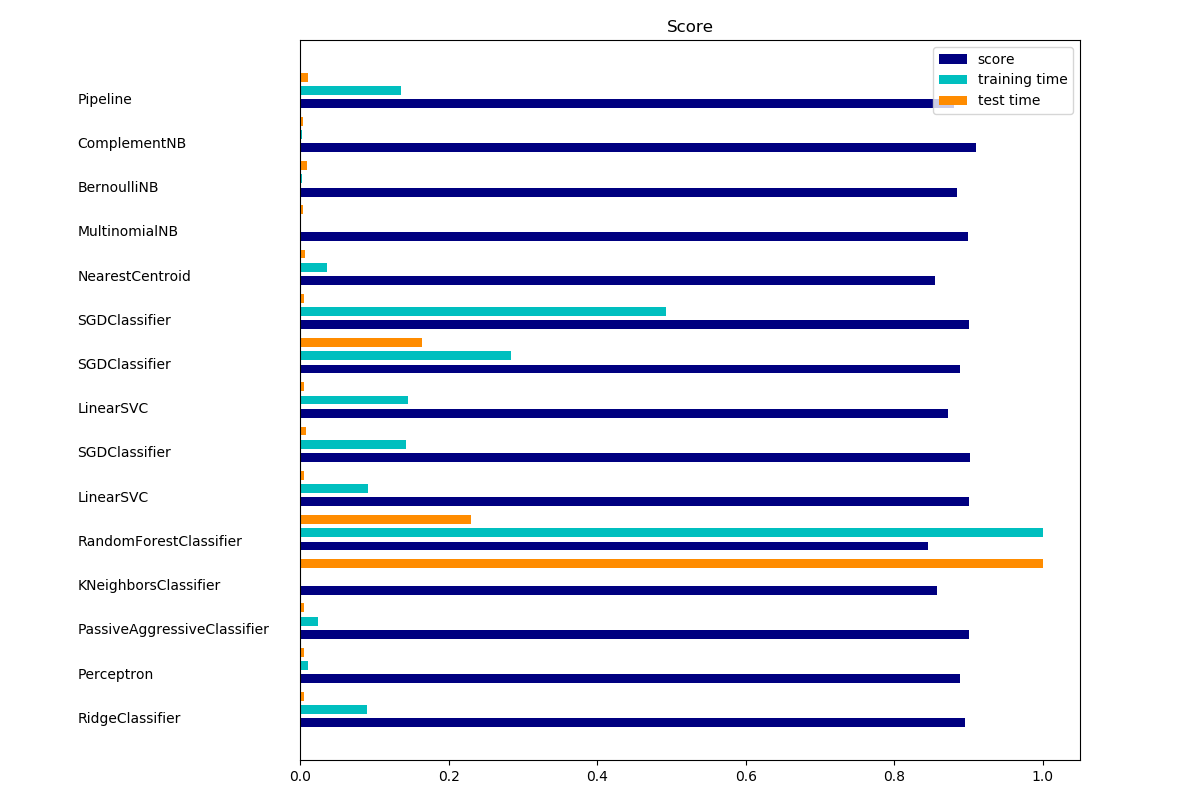 Score
score
training time
test time
Pipeline
ComplementNB
BernoulliNB
MultinomialNB
NearestCentroid
SGDClassifier
SGDClassifier
LinearSVC
SGDClassifier
LinearSVC
RandomForestClassifier
KNeighborsClassifier
PassiveAggressiveClassifier
Perceptron
RidgeClassifier
0.0 0.2 0.4 0.6 0.8 1.0